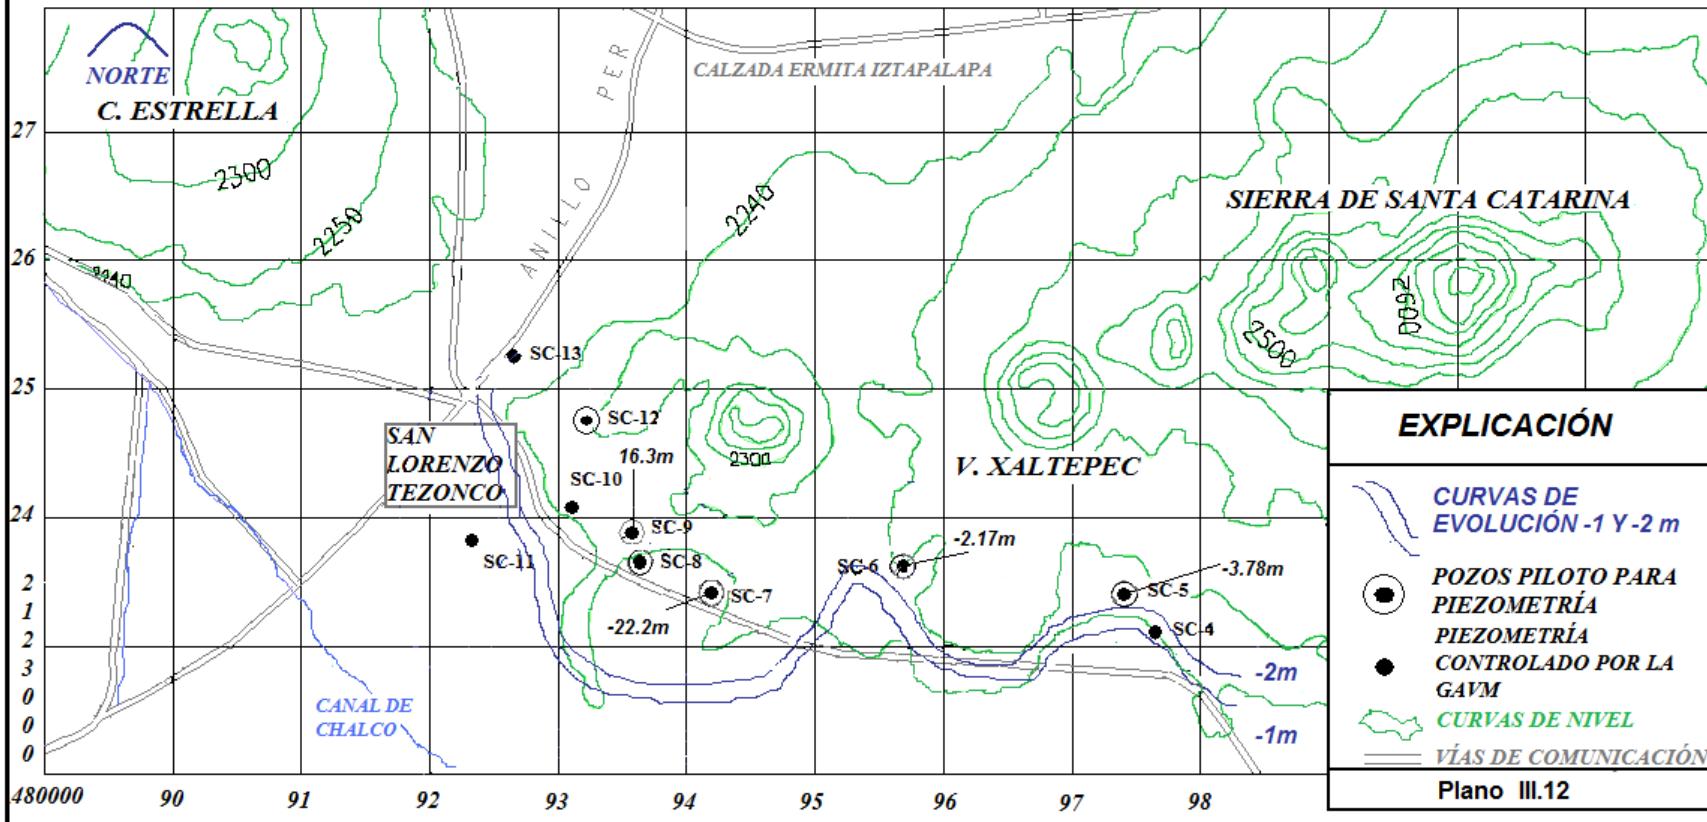 NORTE
C. ESTRELLA
CALZADA ERMITA IZTAPALAPA
ANILLO PER
27
2300
2250
2240
SIERRA DE SANTA CATARINA
26
2240
2600
2500
SC-13
25
SC-12
SAN
LORENZO
TEZONCO
16.3m
2300
V. XALTEPEC
SC-10
24
SC-9
SC-11
SC-8
SC-6
-2.17m
SC-7
-22.2m
-3.78m
SC-5
SC-4
2
1
2
3
0
0
0
-2m
-1m
CANAL DE
CHALCO
480000
90
91
92
93
94
95
96
97
98
EXPLICACIÓN
CURVAS DE
EVOLUCIÓN -1 Y -2 m
POZOS PILOTO PARA
PIEZOMETRÍA
PIEZOMETRÍA
CONTROLADO POR LA
GAVM
CURVAS DE NIVEL
VÍAS DE COMUNICACIÓN
Plano III.12